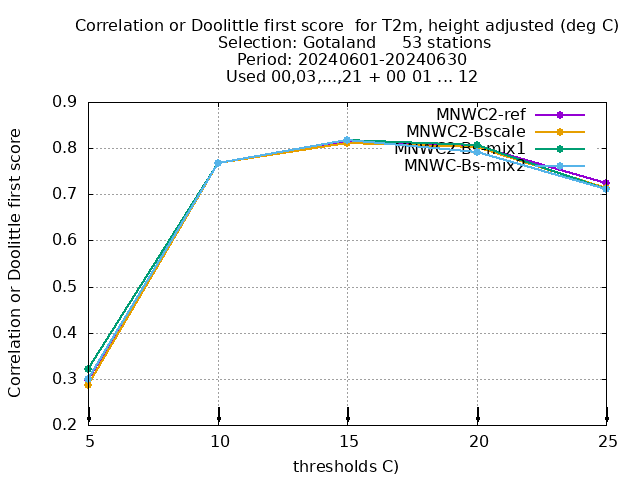 Correlation or Doolittle first score  for T2m, height adjusted (deg C)
Selection: Gotaland     53 stations
Period: 20240601-20240630
Used 00,03,...,21 + 00 01 ... 12
Correlation or Doolittle first score
0.9
0.8
0.7
0.6
0.5
0.4
0.3
0.2
MNWC2-ref
MNWC2-Bscale
MNWC2-Bs-mix1
MNWC-Bs-mix2
5 10 15 20 25
thresholds C)